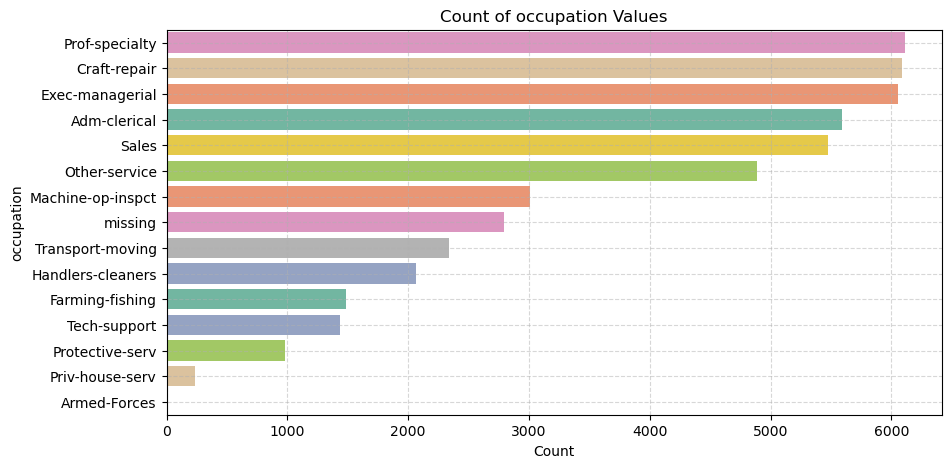 Count of occupation Values
occupation
Prof-specialty
Craft-repair
Exec-managerial
Adm-clerical
Sales
Other-service
Machine-op-inspct
missing
Transport-moving
Handlers-cleaners
Farming-fishing
Tech-support
Protective-serv
Priv-house-serv
Armed-Forces
0 1000 2000 3000 4000 5000 6000
Count